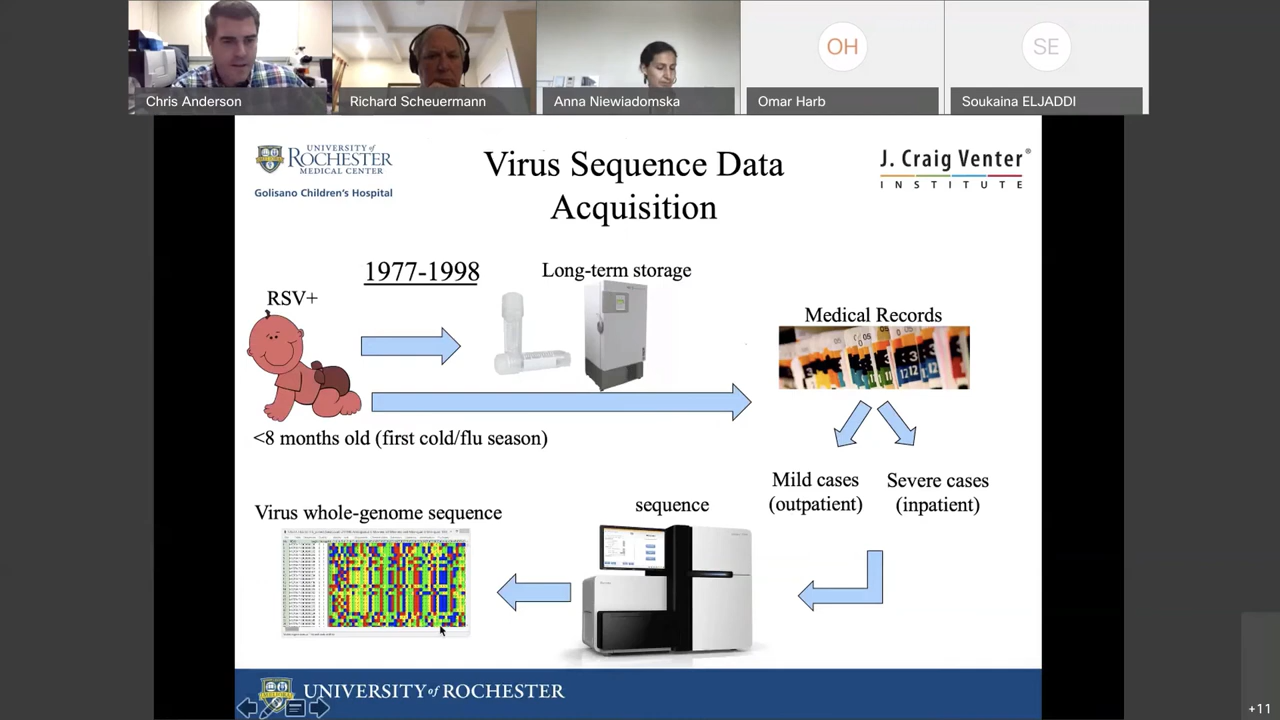 OH
SE
Chris Anderson
Richard Scheuermann
Anna Niewiadomska
Omar Harb
Soukaina ELJADDI
UNIVERSITY of
ROCHESTER
MEDICAL CENTER
Golisano Children's Hospital
Virus Sequence Data
Acquisition
J. Craig Venter®
INSTITUTE
1977-1998
Long-term storage
RSV+
Medical Records
<8 months old (first cold/flu season)
Mild cases
(outpatient)
Severe cases
(inpatient)
sequence
Virus whole-genome sequence
UNIVERSITY of ROCHESTER
+11